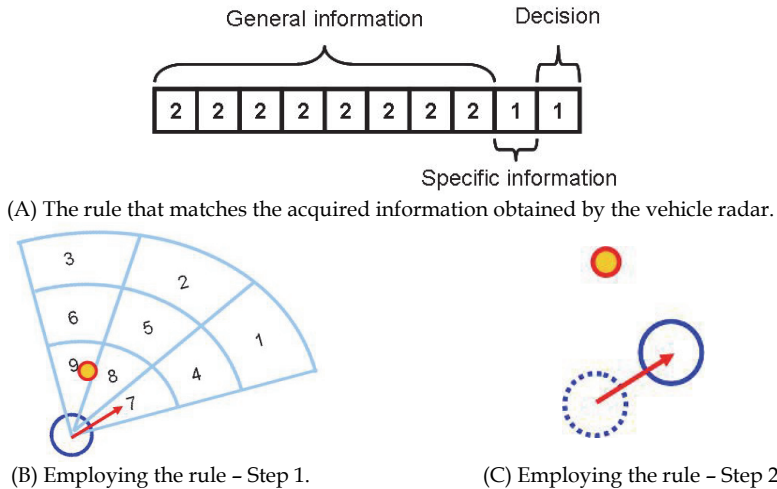 General information Decision
2 2 2 2 2 2 2 2 1 1
Specific information
(A) The rule that matches the acquired information obtained by the vehicle radar.
3
2
6
5
1
9
8
4
7
(B) Employing the rule – Step 1. (C) Employing the rule – Step 2